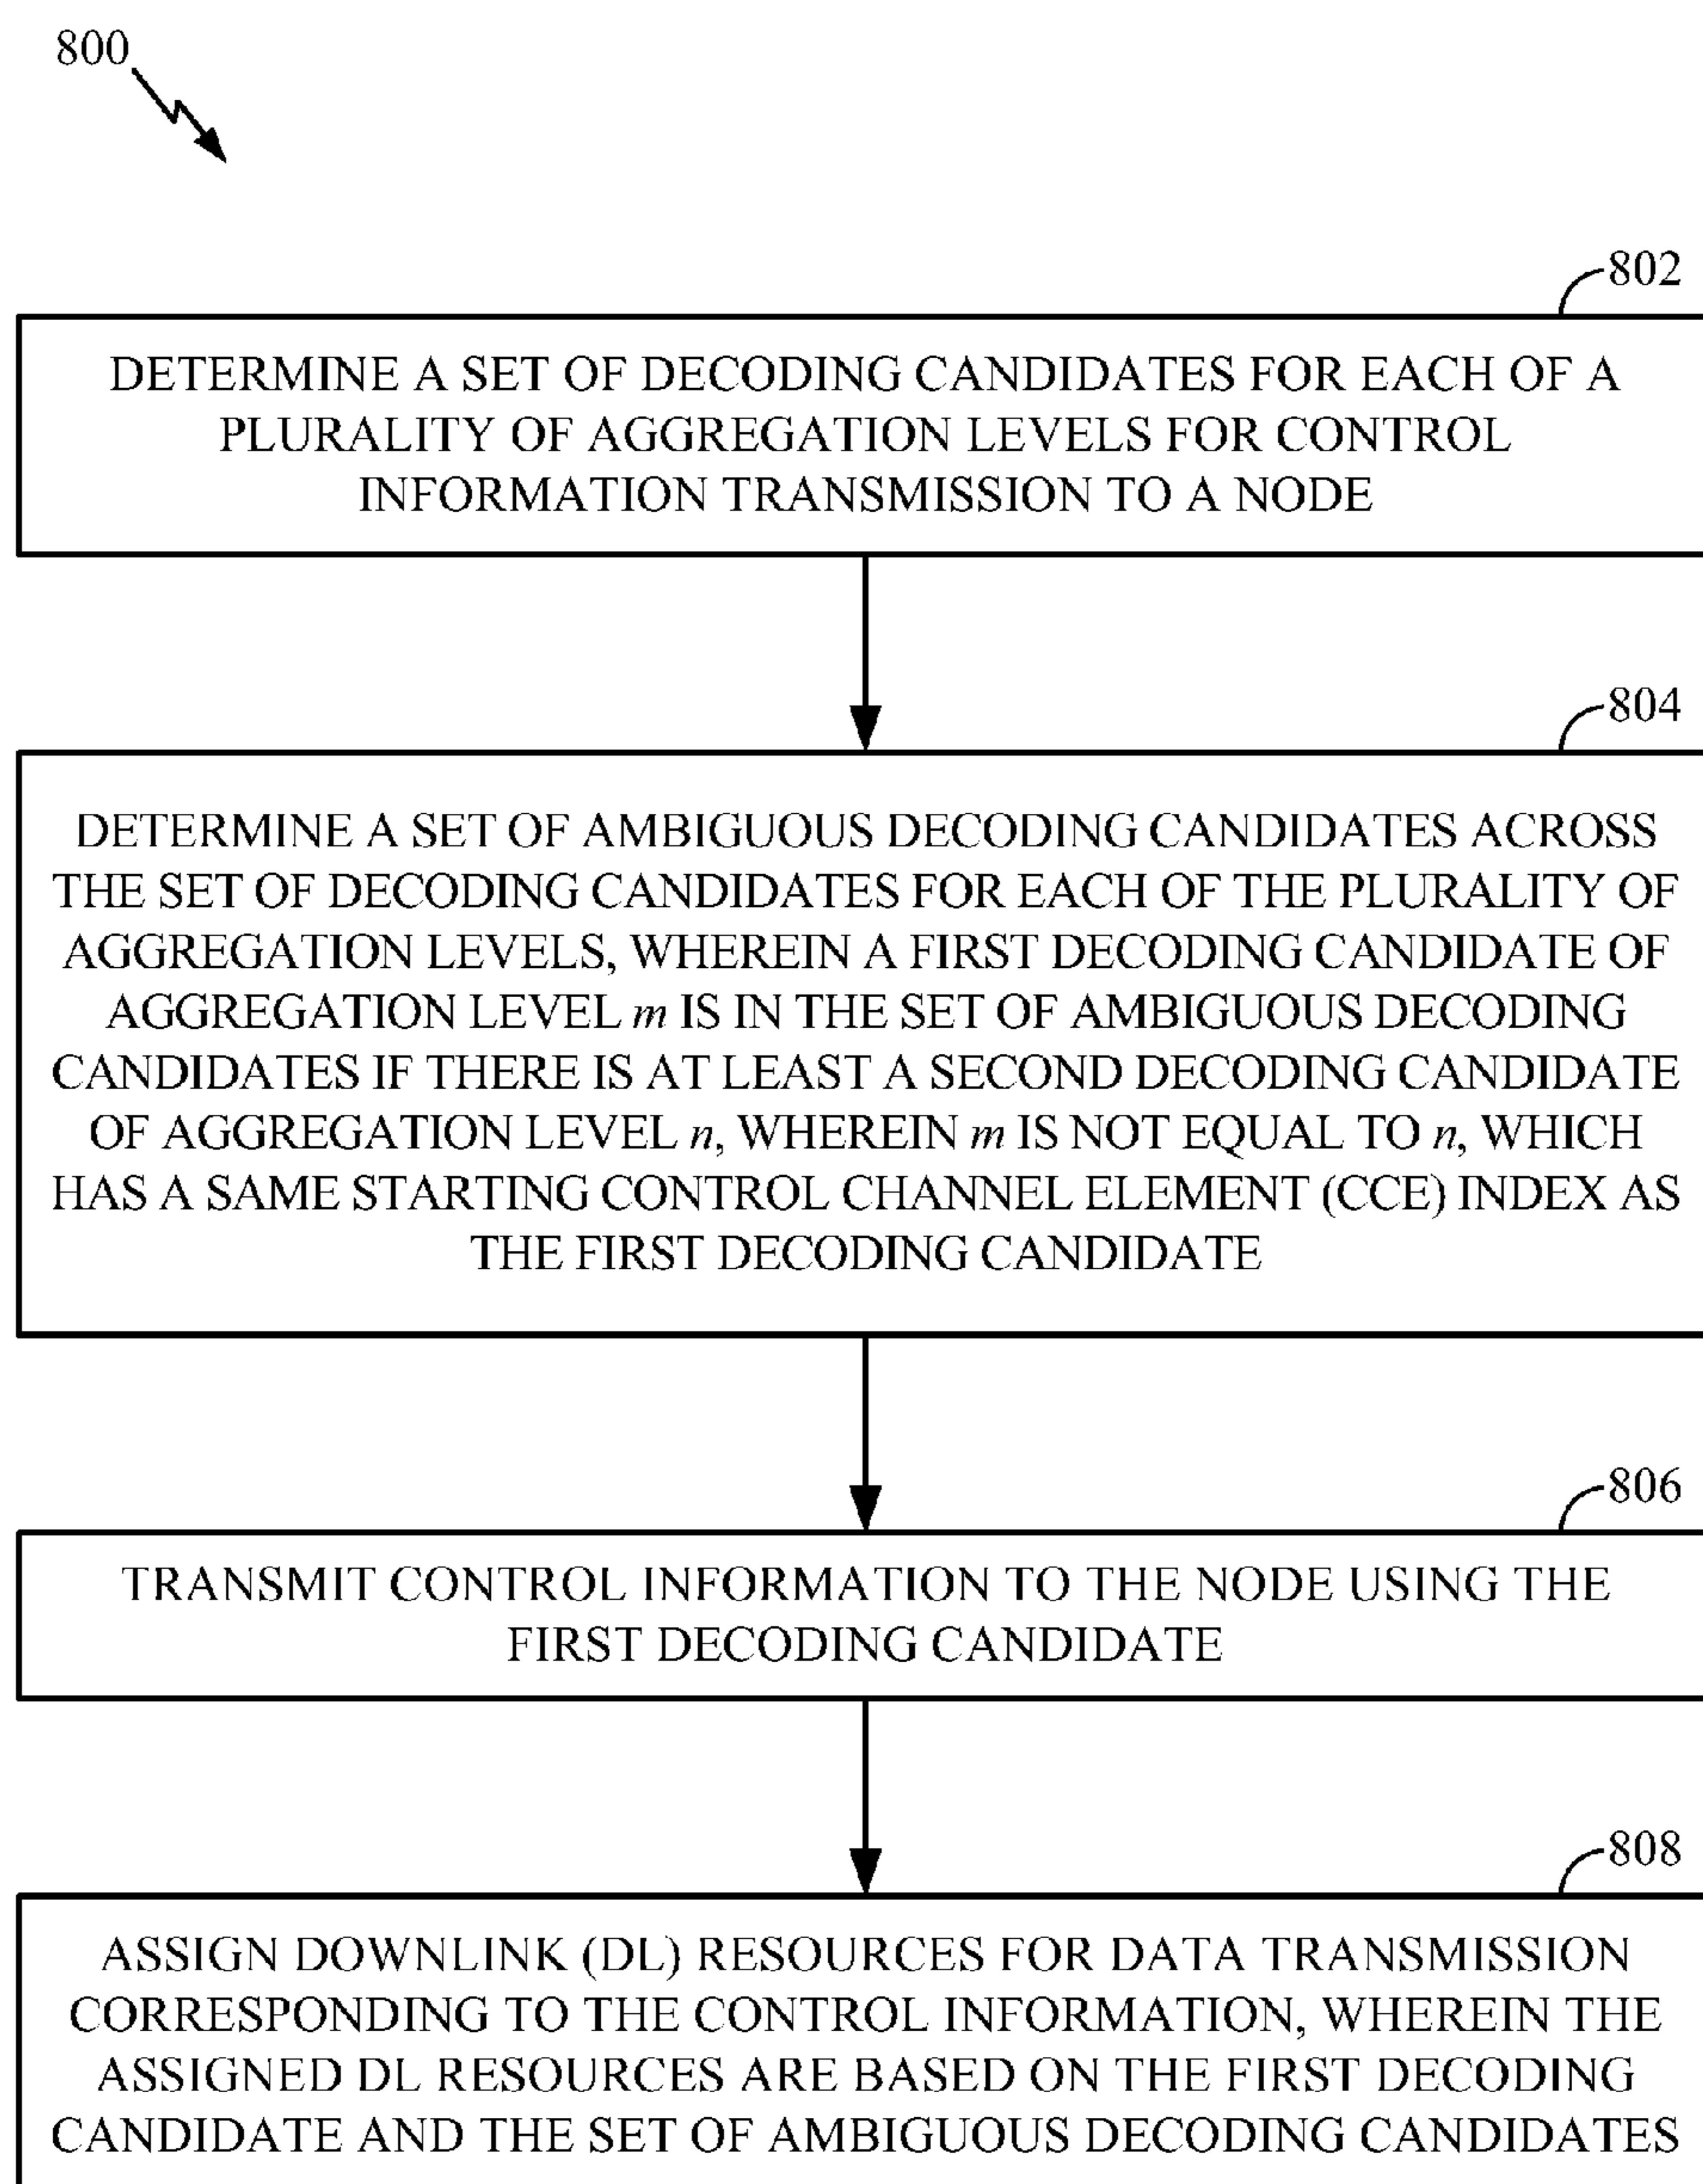 800
802
DETERMINE A SET OF DECODING CANDIDATES FOR EACH OF A
PLURALITY OF AGGREGATION LEVELS FOR CONTROL
INFORMATION TRANSMISSION TO A NODE
804
DETERMINE A SET OF AMBIGUOUS DECODING CANDIDATES ACROSS
THE SET OF DECODING CANDIDATES FOR EACH OF THE PLURALITY OF
AGGREGATION LEVELS, WHEREIN A FIRST DECODING CANDIDATE OF
AGGREGATION LEVEL m IS IN THE SET OF AMBIGUOUS DECODING
CANDIDATES IF THERE IS AT LEAST A SECOND DECODING CANDIDATE
OF AGGREGATION LEVEL n, WHEREIN m IS NOT EQUAL TO n, WHICH
HAS A SAME STARTING CONTROL CHANNEL ELEMENT (CCE) INDEX AS
THE FIRST DECODING CANDIDATE
806
TRANSMIT CONTROL INFORMATION TO THE NODE USING THE
FIRST DECODING CANDIDATE
808
ASSIGN DOWNLINK (DL) RESOURCES FOR DATA TRANSMISSION
CORRESPONDING TO THE CONTROL INFORMATION, WHEREIN THE
ASSIGNED DL RESOURCES ARE BASED ON THE FIRST DECODING
CANDIDATE AND THE SET OF AMBIGUOUS DECODING CANDIDATES